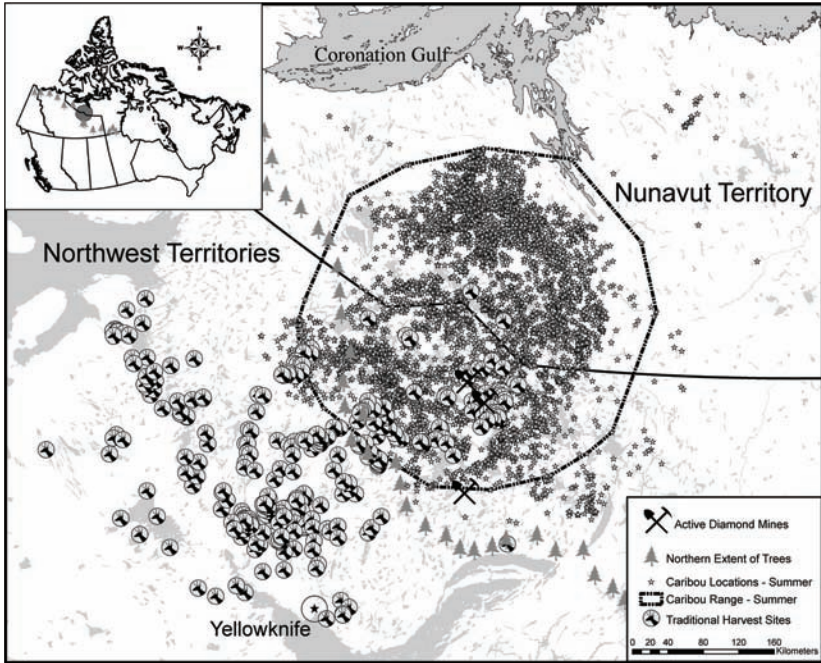 N
W E
S
Coronation Gulf
Nunavut Territory
Northwest Territories
Yellowknife
Active Diamond Mines
Northern Extent of Trees
Caribou Locations - Summer
Caribou Range - Summer
Traditional Harvest Sites
0 20 40 80 120 160
Kilometers